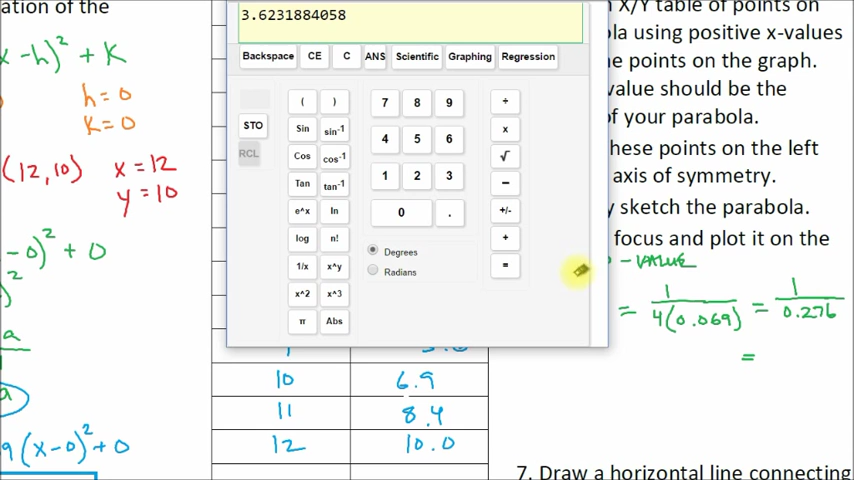 ation of the
x - h)² + K
h = 0
K = 0
(12, 10) x = 12
y = 10
- 0)² + 0
)²
a
a
9(x-0)² + 0
3.6231884058
Backspace CE C ANS Scientific Graphing Regression
( ) 7 8 9 ÷
STO Sin sin⁻¹ 4 5 6 x
RCL Cos cos⁻¹ √
Tan tan⁻¹ 1 2 3 −
e^x ln 0 . +/-
log n! +
Degrees
1/x x^y =
Radians
x^2 x^3
π Abs
10 6.9
11 8.4
12 10.0
X/Y table of points on
ola using positive x-values
e points on the graph.
value should be the
of your parabola.
hese points on the left
axis of symmetry.
y sketch the parabola.
focus and plot it on the
-VALUE
= 1/4(0.069) = 1/0.276
=
7. Draw a horizontal line connecting